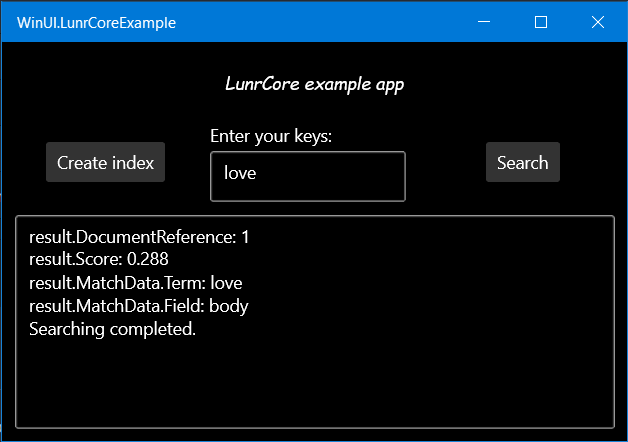 WinUI.LunrCoreExample
LunrCore example app
Enter your keys:
Create index
love
Search
result.DocumentReference: 1
result.Score: 0.288
result.MatchData.Term: love
result.MatchData.Field: body
Searching completed.